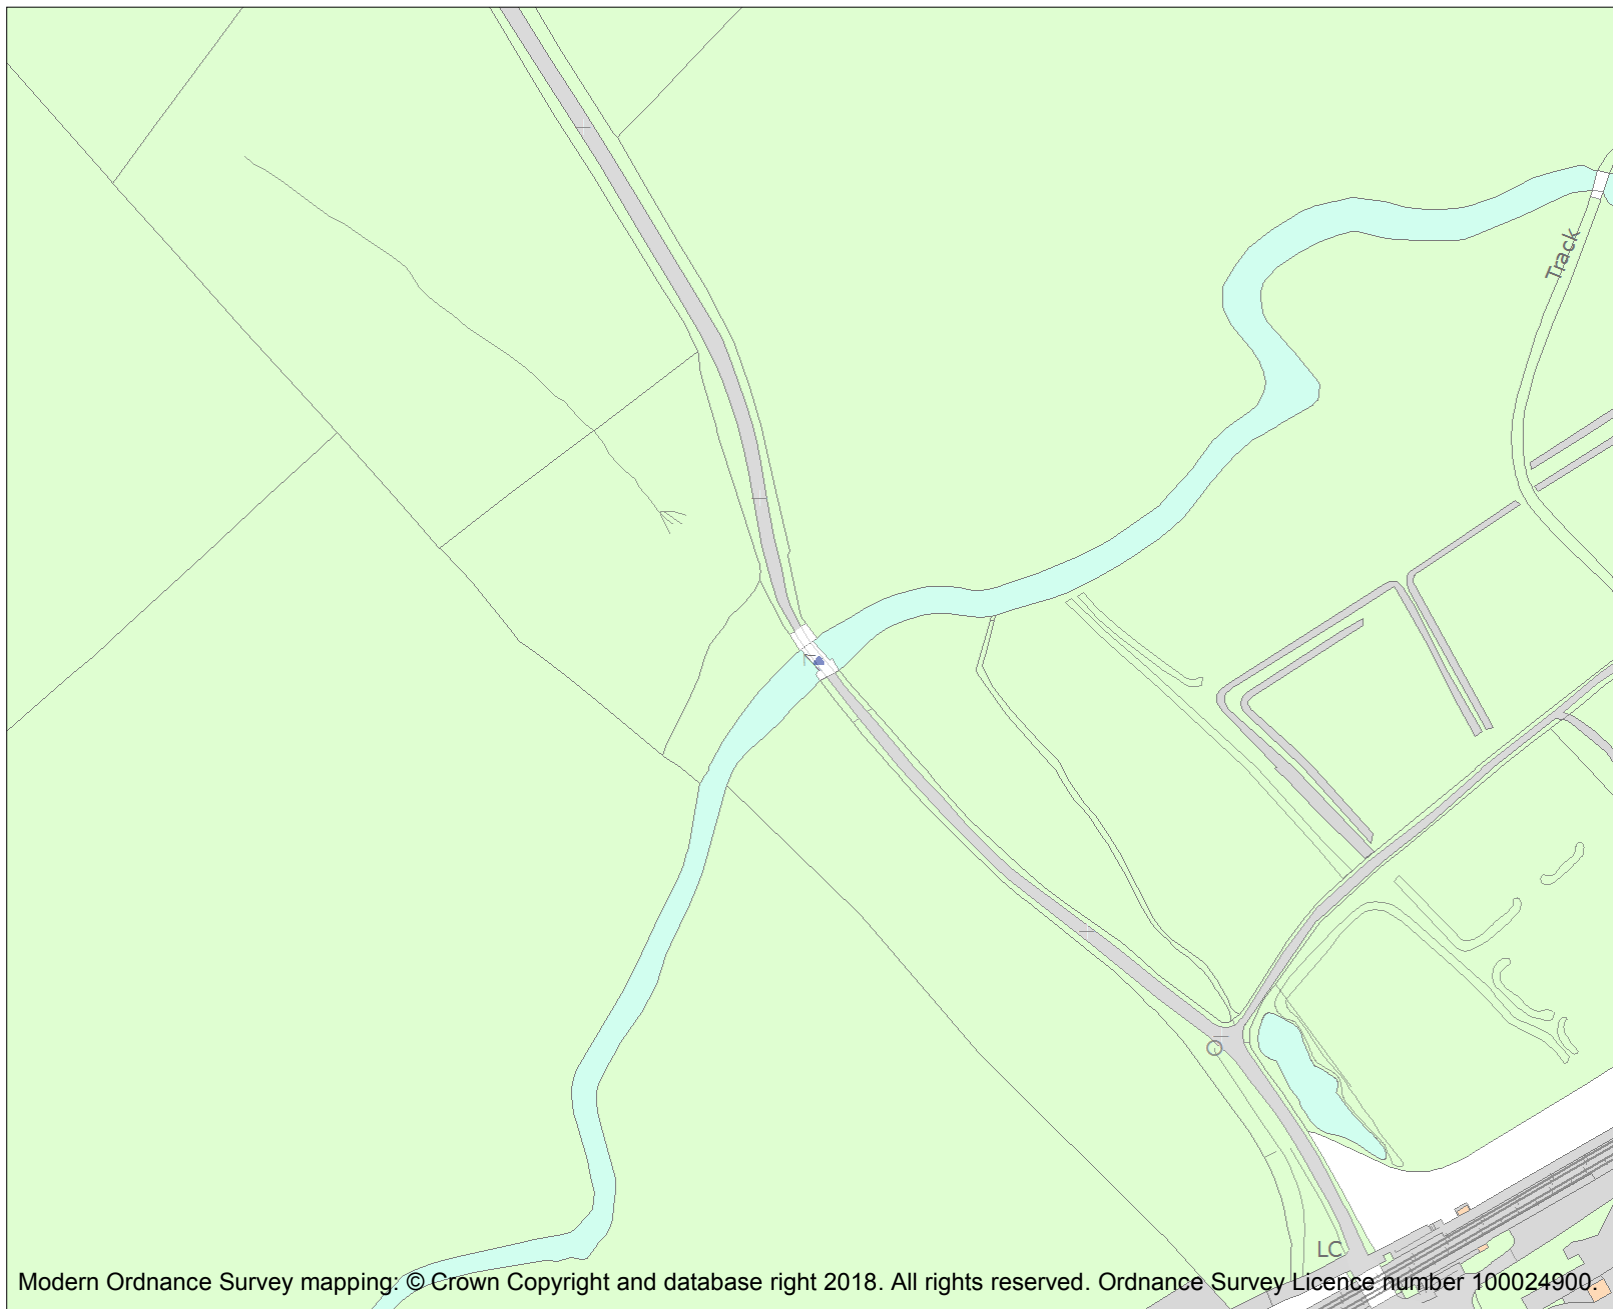 Track
LC
Modern Ordnance Survey mapping: © Crown Copyright and database right 2018. All rights reserved. Ordnance Survey Licence number 100024900.